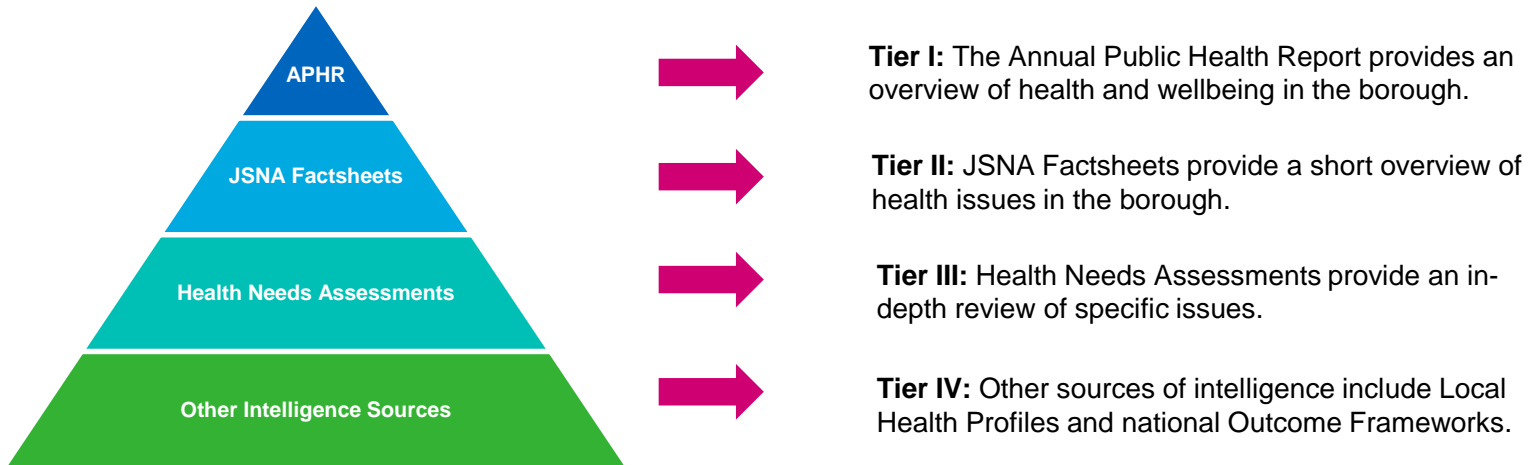 APHR
Tier I: The Annual Public Health Report provides an
overview of health and wellbeing in the borough.
JSNA Factsheets
Tier II: JSNA Factsheets provide a short overview of
health issues in the borough.
Health Needs Assessments
Tier III: Health Needs Assessments provide an in-
depth review of specific issues.
Other Intelligence Sources
Tier IV: Other sources of intelligence include Local
Health Profiles and national Outcome Frameworks.